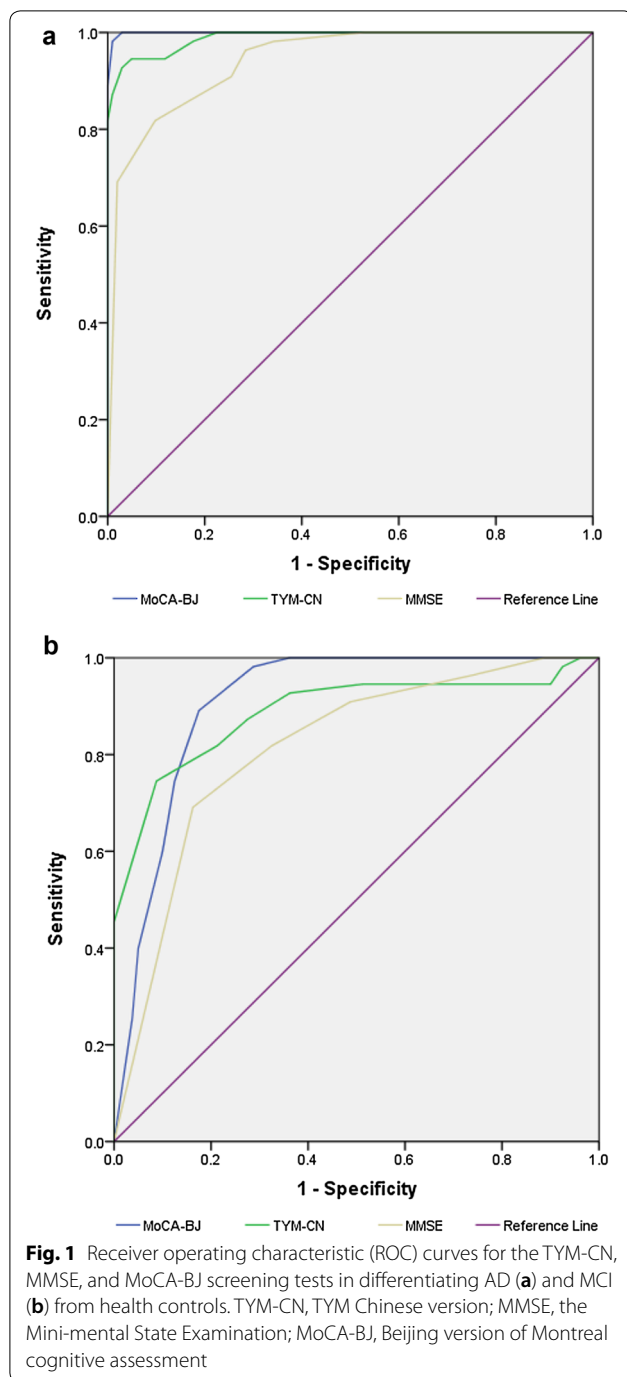 a
1.0
0.8
0.6
0.4
0.2
0.0
Sensitivity
0.0 0.2 0.4 0.6 0.8 1.0
1 - Specificity
MoCA-BJ TYM-CN MMSE Reference Line
b
1.0
0.8
0.6
0.4
0.2
0.0
Sensitivity
0.0 0.2 0.4 0.6 0.8 1.0
1 - Specificity
MoCA-BJ TYM-CN MMSE Reference Line
Fig. 1 Receiver operating characteristic (ROC) curves for the TYM-CN,
MMSE, and MoCA-BJ screening tests in differentiating AD (a) and MCI
(b) from health controls. TYM-CN, TYM Chinese version; MMSE, the
Mini-mental State Examination; MoCA-BJ, Beijing version of Montreal
cognitive assessment